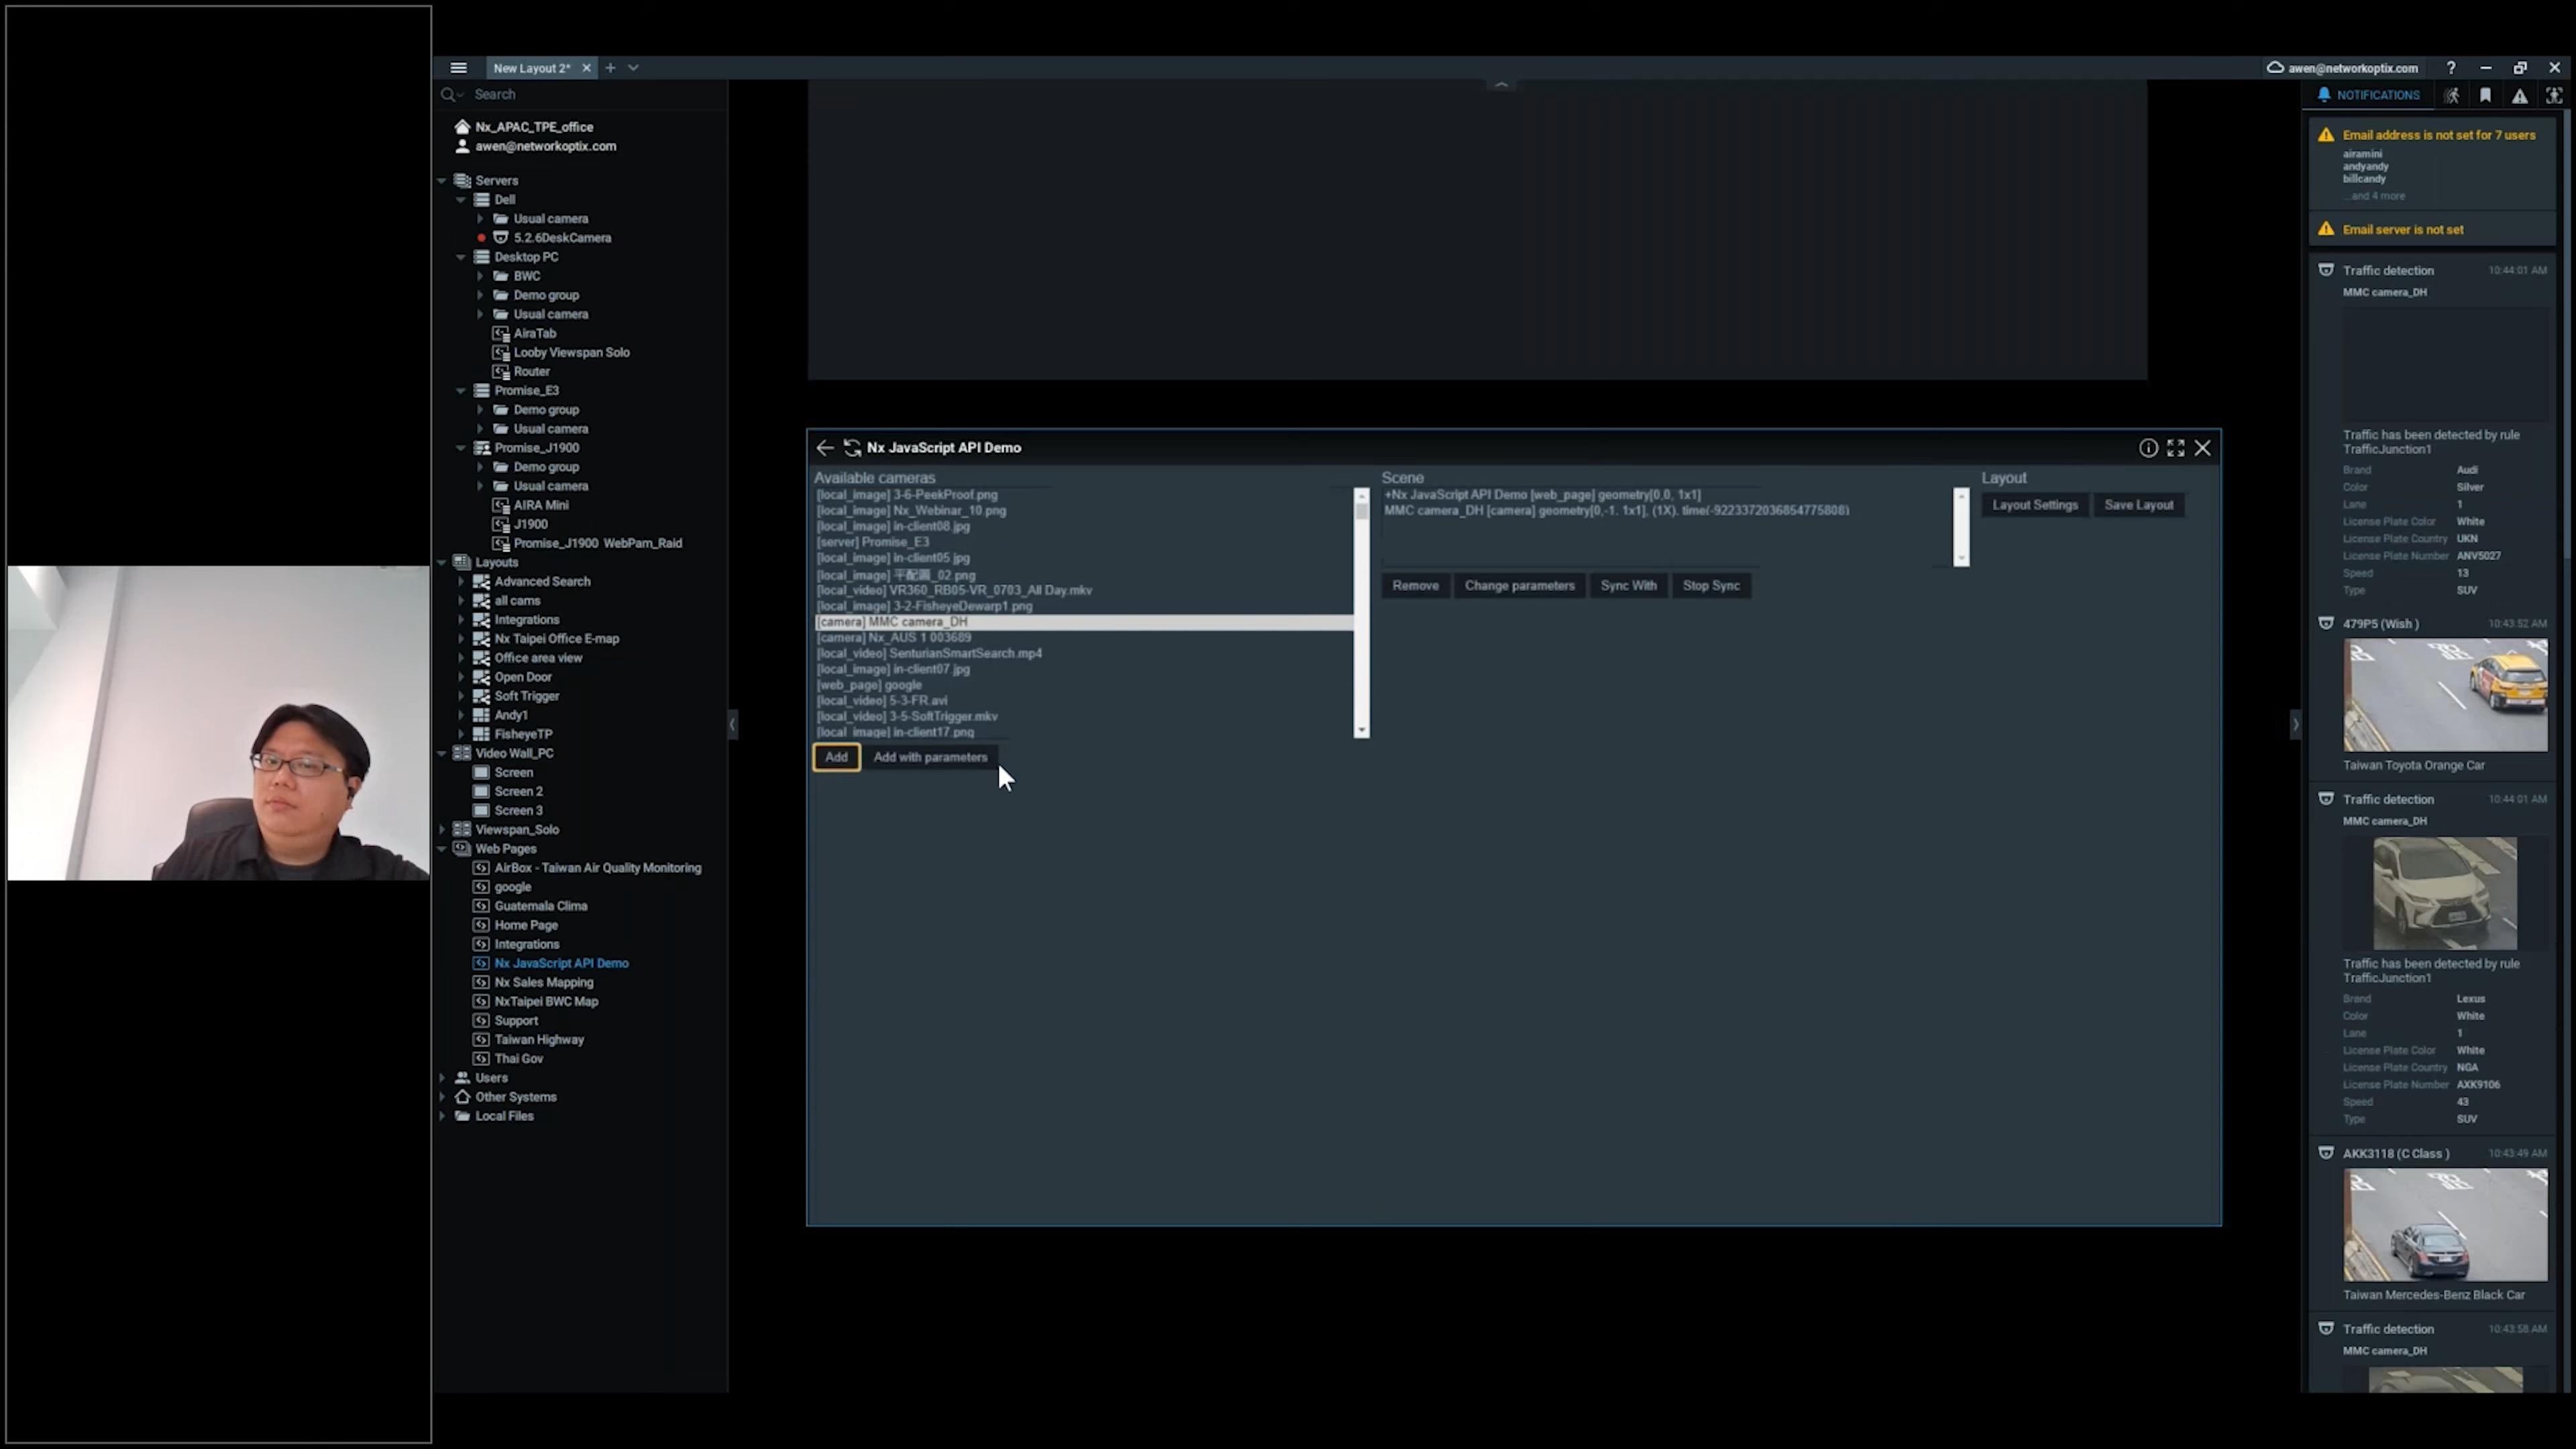 New Layout 2*
awen@networkoptix.com
?
Search
Nx_APAC_TPE_office
awen@networkoptix.com
Servers
Dell
Usual camera
5.2.6DeskCamera
Desktop PC
BWC
Demo group
Usual camera
AiraTab
Looby Viewspan Solo
Router
Promise_E3
Demo group
Usual camera
Promise_J1900
Demo group
Usual camera
AIRA Mini
J1900
Promise_J1900 WebPam_Raid
Layouts
Advanced Search
all cams
Integrations
Nx Taipei Office E-map
Office area view
Open Door
Soft Trigger
Andy1
FisheyeTP
Video Wall_PC
Screen
Screen 2
Screen 3
Viewspan_Solo
Web Pages
AirBox - Taiwan Air Quality Monitoring
google
Guatemala Clima
Home Page
Integrations
Nx JavaScript API Demo
Nx Sales Mapping
NxTaipei BWC Map
Support
Taiwan Highway
Thai Gov
Users
Other Systems
Local Files
Nx JavaScript API Demo
Available cameras
[local_image] 3-6-PeekProof.png
[local_image] Nx_Webinar_10.png
[local_image] in-client08.jpg
[server] Promise_E3
[local_image] in-client05.jpg
[local_image] 平配圖_02.png
[local_video] VR360_RB05-VR_0703_All Day.mkv
[local_image] 3-2-FisheyeDewarp1.png
[camera] MMC camera_DH
[camera] Nx_AUS 1 003689
[local_video] SenturianSmartSearch.mp4
[local_image] in-client07.jpg
[web_page] google
[local_video] 5-3-FR.avi
[local_video] 3-5-SoftTrigger.mkv
[local_image] in-client17.png
Add
Add with parameters
Scene
+Nx JavaScript API Demo [web_page] geometry[0,0, 1x1]
MMC camera_DH [camera] geometry[0,-1. 1x1], (1X). time(-9223372036854775808)
Remove
Change parameters
Sync With
Stop Sync
Layout
Layout Settings
Save Layout
NOTIFICATIONS
Email address is not set for 7 users
airamini
andyandy
billcandy
...and 4 more
Email server is not set
Traffic detection 10:44:01 AM
MMC camera_DH
Traffic has been detected by rule
TrafficJunction1
Brand Audi
Color Silver
Lane 1
License Plate Color White
License Plate Country UKN
License Plate Number ANV5027
Speed 13
Type SUV
479P5 (Wish ) 10:43:52 AM
Taiwan Toyota Orange Car
Traffic detection 10:44:01 AM
MMC camera_DH
Traffic has been detected by rule
TrafficJunction1
Brand Lexus
Color White
Lane 1
License Plate Color White
License Plate Country NGA
License Plate Number AXK9106
Speed 43
Type SUV
AKK3118 (C Class ) 10:43:49 AM
Taiwan Mercedes-Benz Black Car
Traffic detection 10:43:58 AM
MMC camera_DH